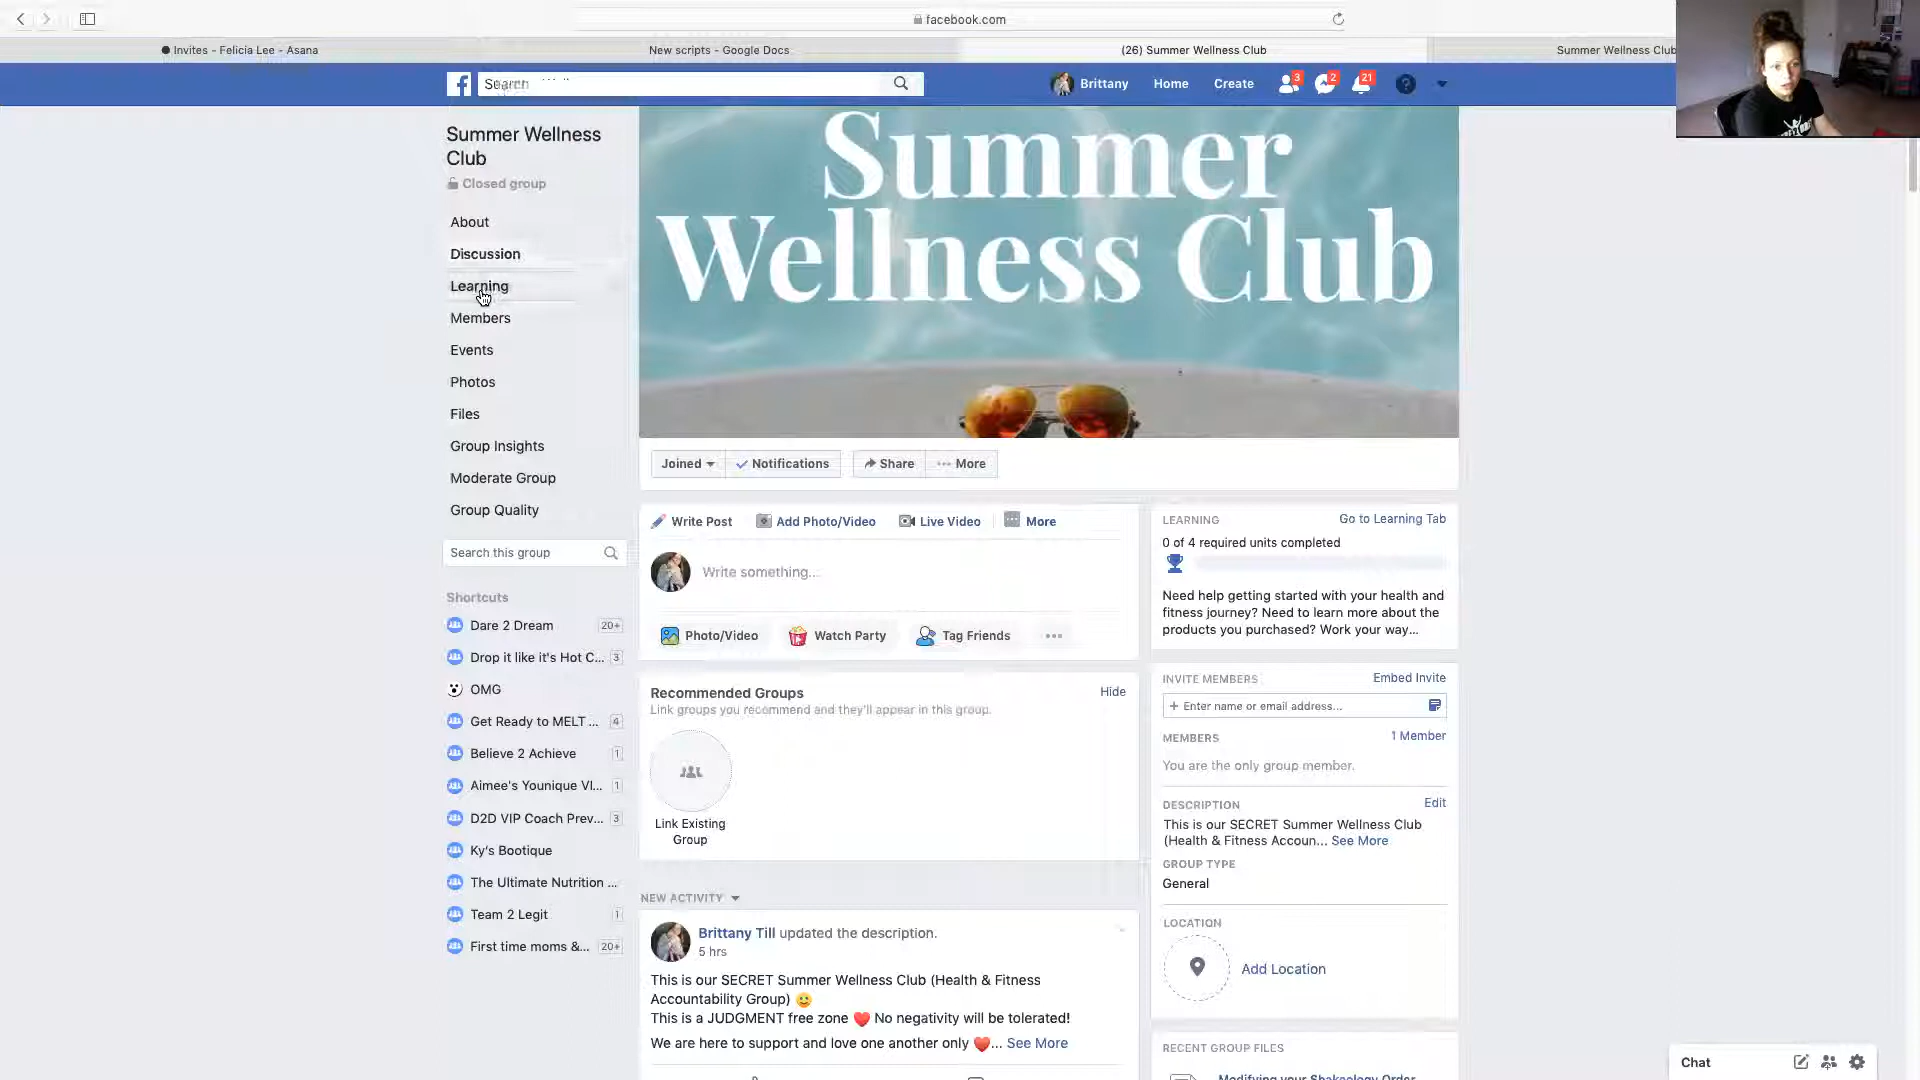 facebook.com
Invites - Felicia Lee - Asana
New scripts - Google Docs
(26) Summer Wellness Club
Summer Wellness Club
Search
Brittany
Home
Create
3
2
21
Summer Wellness
Club
Closed group
About
Discussion
Learning
Members
Events
Photos
Files
Group Insights
Moderate Group
Group Quality
Search this group
Shortcuts
Dare 2 Dream 20+
Drop it like it's Hot C... 3
OMG
Get Ready to MELT ... 4
Believe 2 Achieve 1
Aimee's Younique VI... 1
D2D VIP Coach Prev... 3
Ky's Bootique
The Ultimate Nutrition ...
Team 2 Legit 1
First time moms &... 20+
Summer
Wellness Club
Joined
Notifications
Share
More
Write Post
Add Photo/Video
Live Video
More
Write something...
Photo/Video
Watch Party
Tag Friends
Recommended Groups
Hide
Link groups you recommend and they'll appear in this group.
Link Existing
Group
NEW ACTIVITY
Brittany Till updated the description.
5 hrs
This is our SECRET Summer Wellness Club (Health & Fitness
Accountability Group)
This is a JUDGMENT free zone ❤️ No negativity will be tolerated!
We are here to support and love one another only ❤️... See More
LEARNING
Go to Learning Tab
0 of 4 required units completed
Need help getting started with your health and
fitness journey? Need to learn more about the
products you purchased? Work your way...
INVITE MEMBERS
Embed Invite
+ Enter name or email address...
MEMBERS
1 Member
You are the only group member.
DESCRIPTION
Edit
This is our SECRET Summer Wellness Club
(Health & Fitness Accoun... See More
GROUP TYPE
General
LOCATION
Add Location
RECENT GROUP FILES
Modifying your Shakeology Order
Chat